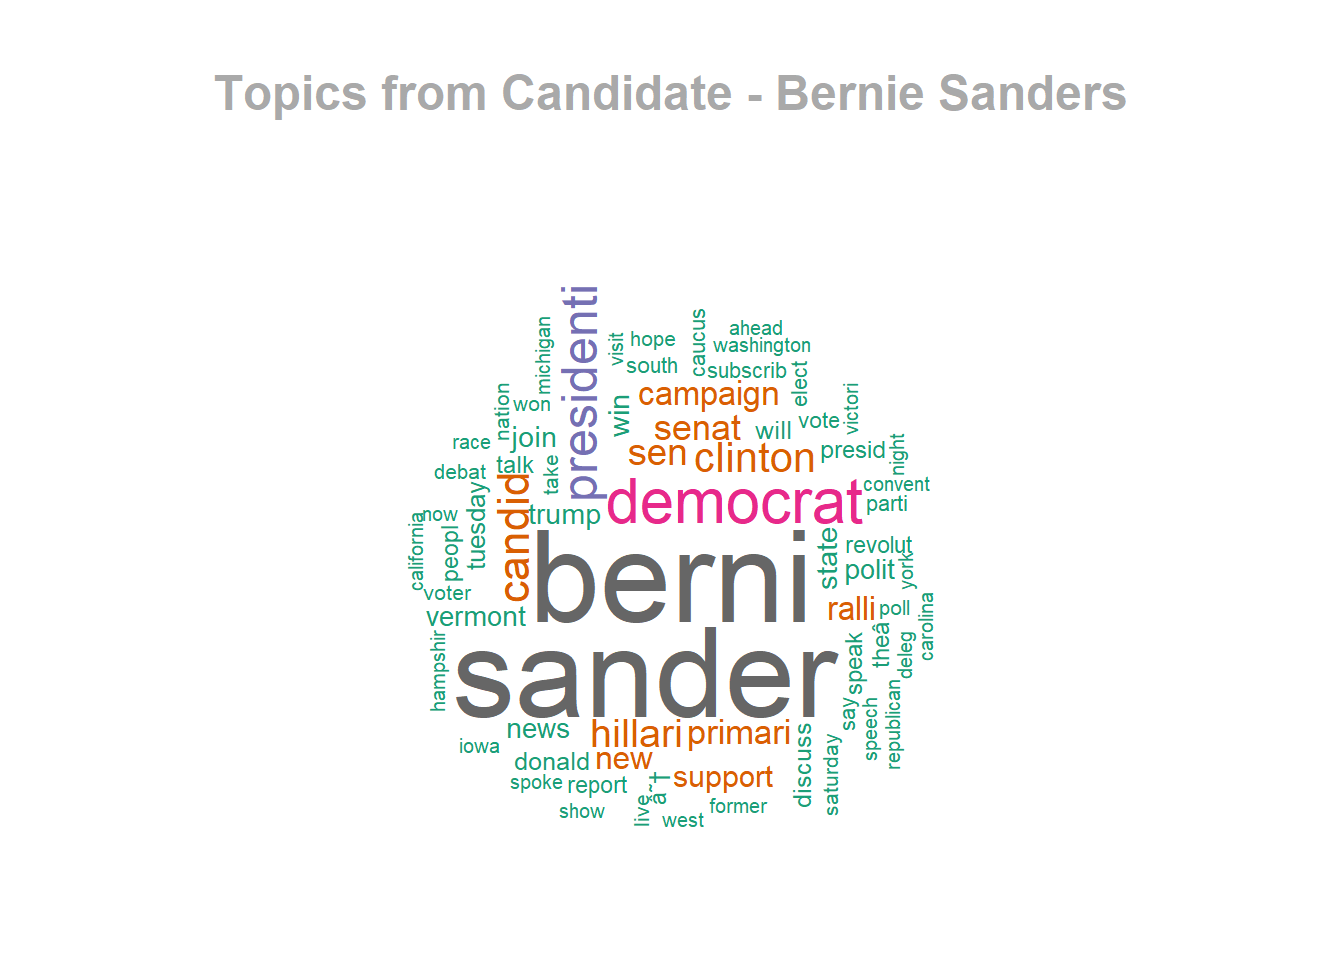 Topics from Candidate - Bernie Sanders
presidenti
michigan
visit
hope
south
caucus
ahead
washington
subscrib
elect
campaign
nation
won
join
win
senat
will
vote
victori
race
debat
talk
take
sen
clinton
presid
night
convent
parti
candid
tuesday
trump
democrat
now
california
peopl
voter
vermont
berni
state
revolut
polit
york
ralli
poll
carolina
hampshir
sander
speak
theâ
deleg
news
iowa
hillari
primari
say
speech
republican
donald
new
discuss
saturday
spoke
report
support
show
live
west
former